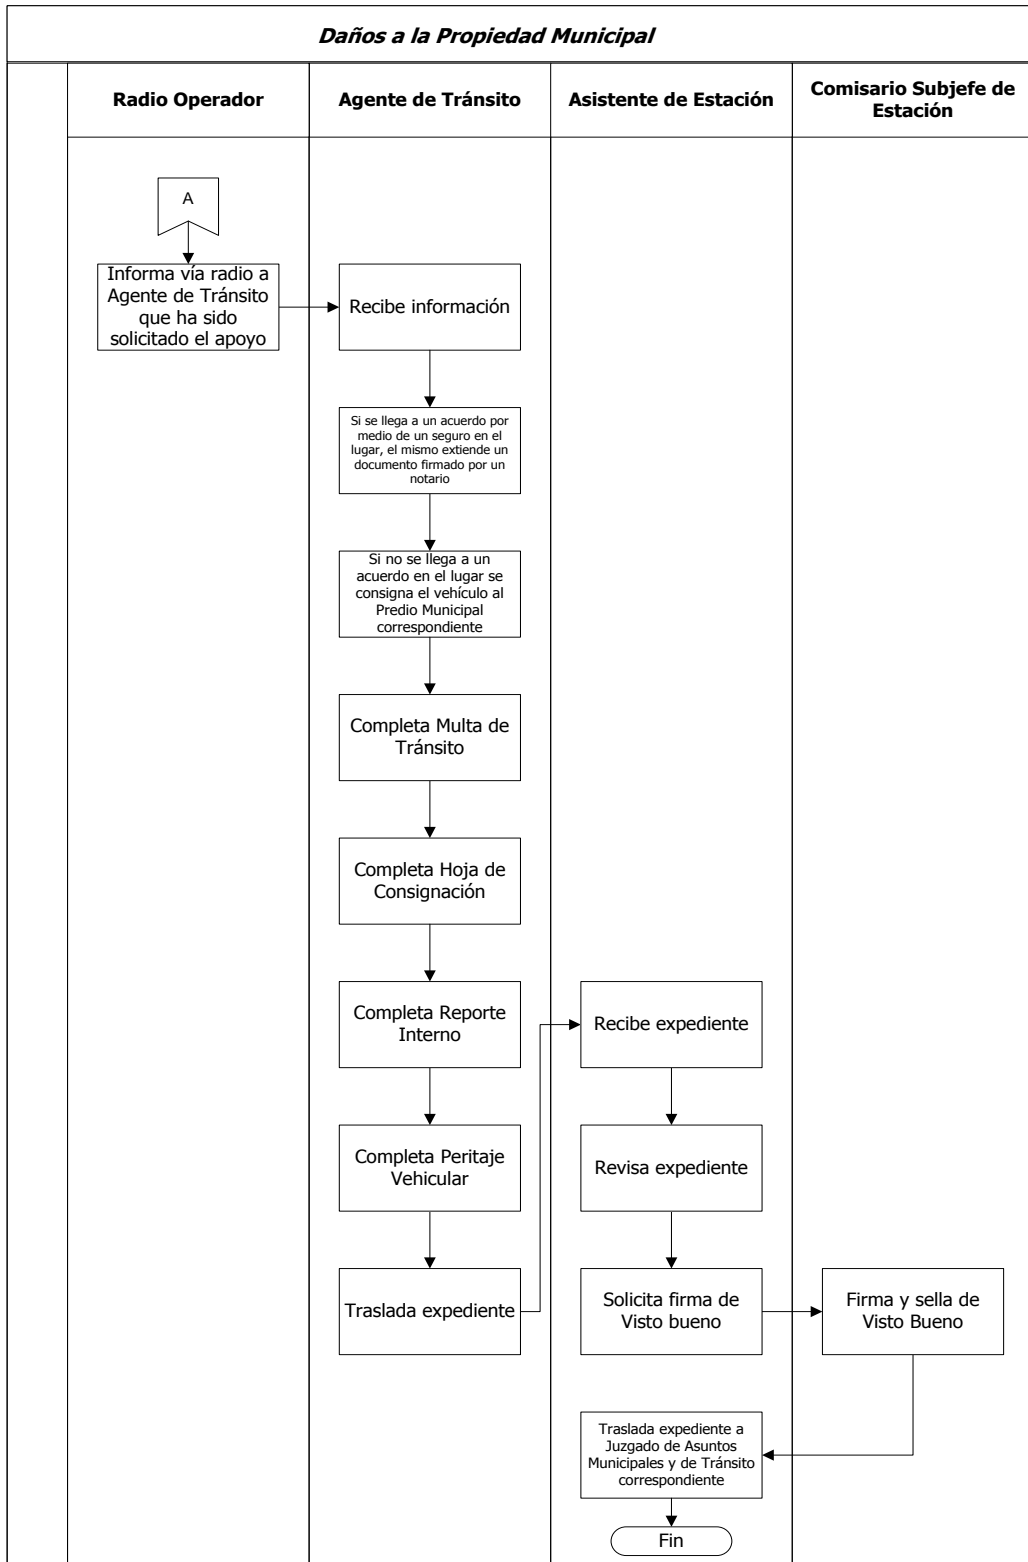 Daños a la Propiedad Municipal
Radio Operador
Agente de Tránsito
Asistente de Estación
Comisario Subjefe de
Estación
A
Informa vía radio a
Agente de Tránsito
que ha sido
solicitado el apoyo
Recibe información
Si se llega a un acuerdo por
medio de un seguro en el
lugar, el mismo extiende un
documento firmado por un
notario
Si no se llega a un
acuerdo en el lugar se
consigna el vehículo al
Predio Municipal
correspondiente
Completa Multa de
Tránsito
Completa Hoja de
Consignación
Completa Reporte
Interno
Completa Peritaje
Vehicular
Traslada expediente
Recibe expediente
Revisa expediente
Solicita firma de
Visto bueno
Firma y sella de
Visto Bueno
Traslada expediente a
Juzgado de Asuntos
Municipales y de Tránsito
correspondiente
Fin